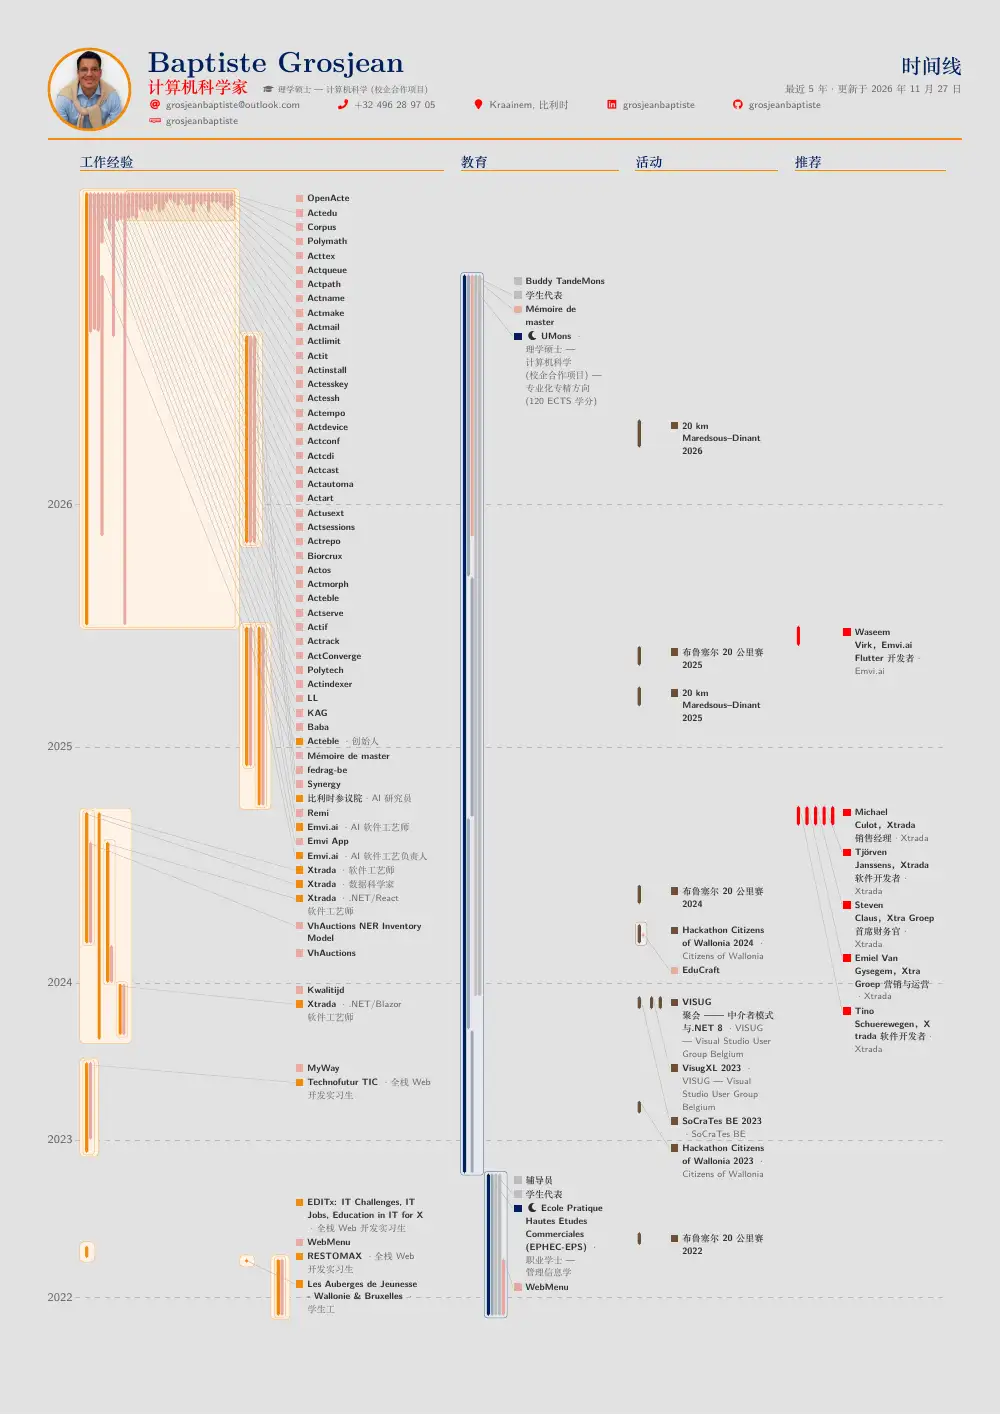 Baptiste Grosjean
时间线
计算机科学家
理学硕士 — 计算机科学 (校企合作项目)
最近 5 年 · 更新于 2026 年 11 月 27 日
grosjeanbaptiste@outlook.com
+32 496 28 97 05
Kraainem, 比利时
grosjeanbaptiste
grosjeanbaptiste
grosjeanbaptiste
工作经验
OpenActe
Actedu
Corpus
Polymath
Acttex
Actqueue
Actpath
Actname
Actmake
Actmail
Actlimit
Actit
Actinstall
Actesskey
Actessh
Actempo
Actdevice
Actconf
Actcdi
Actcast
Actautoma
Actart
Actusext
Actsessions
Actrepo
Biorcrux
Actos
Actmorph
Acteble
Actserve
Actif
Actrack
ActConverge
Polytech
Actindexer
LL
KAG
Baba
Acteble · 创始人
Mémoire de master
fedrag-be
Synergy
比利时参议院 · AI 研究员
Remi
Emvi.ai · AI 软件工艺师
Emvi App
Emvi.ai · AI 软件工艺负责人
Xtrada · 软件工艺师
Xtrada · 数据科学家
Xtrada · .NET/React
软件工艺师
VhAuctions NER Inventory
Model
VhAuctions
Kwalitijd
Xtrada · .NET/Blazor
软件工艺师
MyWay
Technofutur TIC · 全栈 Web
开发实习生
EDITx: IT Challenges, IT
Jobs, Education in IT for X
· 全栈 Web 开发实习生
WebMenu
RESTOMAX · 全栈 Web
开发实习生
Les Auberges de Jeunesse
- Wallonie & Bruxelles ·
学生工
2026
2025
2024
2023
2022
教育
Buddy TandeMons
学生代表
Mémoire de
master
UMons ·
理学硕士 —
计算机科学
(校企合作项目) —
专业化专精方向
(120 ECTS 学分)
辅导员
学生代表
Ecole Pratique
Hautes Etudes
Commerciales
(EPHEC-EPS) ·
职业学士 —
管理信息学
WebMenu
活动
20 km
Maredsous–Dinant
2026
布鲁塞尔 20 公里赛
2025
20 km
Maredsous–Dinant
2025
布鲁塞尔 20 公里赛
2024
Hackathon Citizens
of Wallonia 2024 ·
Citizens of Wallonia
EduCraft
VISUG
聚会 —— 中介者模式
与.NET 8 · VISUG
— Visual Studio User
Group Belgium
VisugXL 2023 ·
VISUG — Visual
Studio User Group
Belgium
SoCraTes BE 2023
· SoCraTes BE
Hackathon Citizens
of Wallonia 2023 ·
Citizens of Wallonia
布鲁塞尔 20 公里赛
2022
推荐
Waseem
Virk, Emvi.ai
Flutter 开发者 ·
Emvi.ai
Michael
Culot, Xtrada
销售经理 · Xtrada
Tjörven
Janssens, Xtrada
软件开发者 ·
Xtrada
Steven
Claus, Xtra Groep
首席财务官 ·
Xtrada
Emiel Van
Gysegem, Xtra
Groep 营销与运营
· Xtrada
Tino
Schuerewegen, X
trada 软件开发者 ·
Xtrada